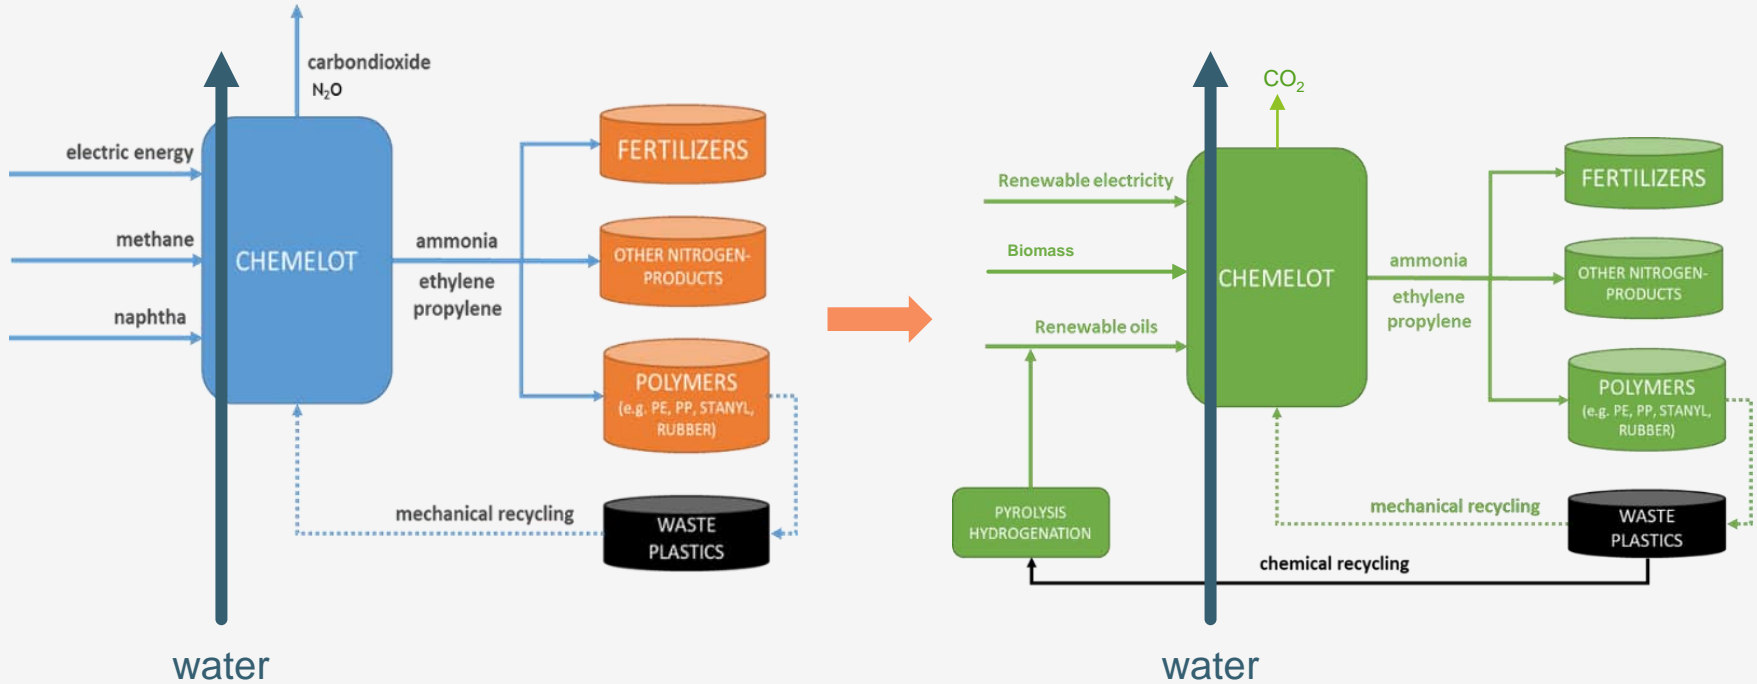 carbondioxide
N₂O
electric energy
methane
naphtha
CHEMELOT
ammonia
ethylene
propylene
FERTILIZERS
OTHER NITROGEN-
PRODUCTS
POLYMERS
(e.g. PE, PP, STANYL,
RUBBER)
mechanical recycling
WASTE
PLASTICS
water
CO₂
Renewable electricity
Biomass
Renewable oils
CHEMELOT
ammonia
ethylene
propylene
FERTILIZERS
OTHER NITROGEN-
PRODUCTS
POLYMERS
(e.g. PE, PP, STANYL,
RUBBER)
mechanical recycling
WASTE
PLASTICS
PYROLYSIS
HYDROGENATION
chemical recycling
water